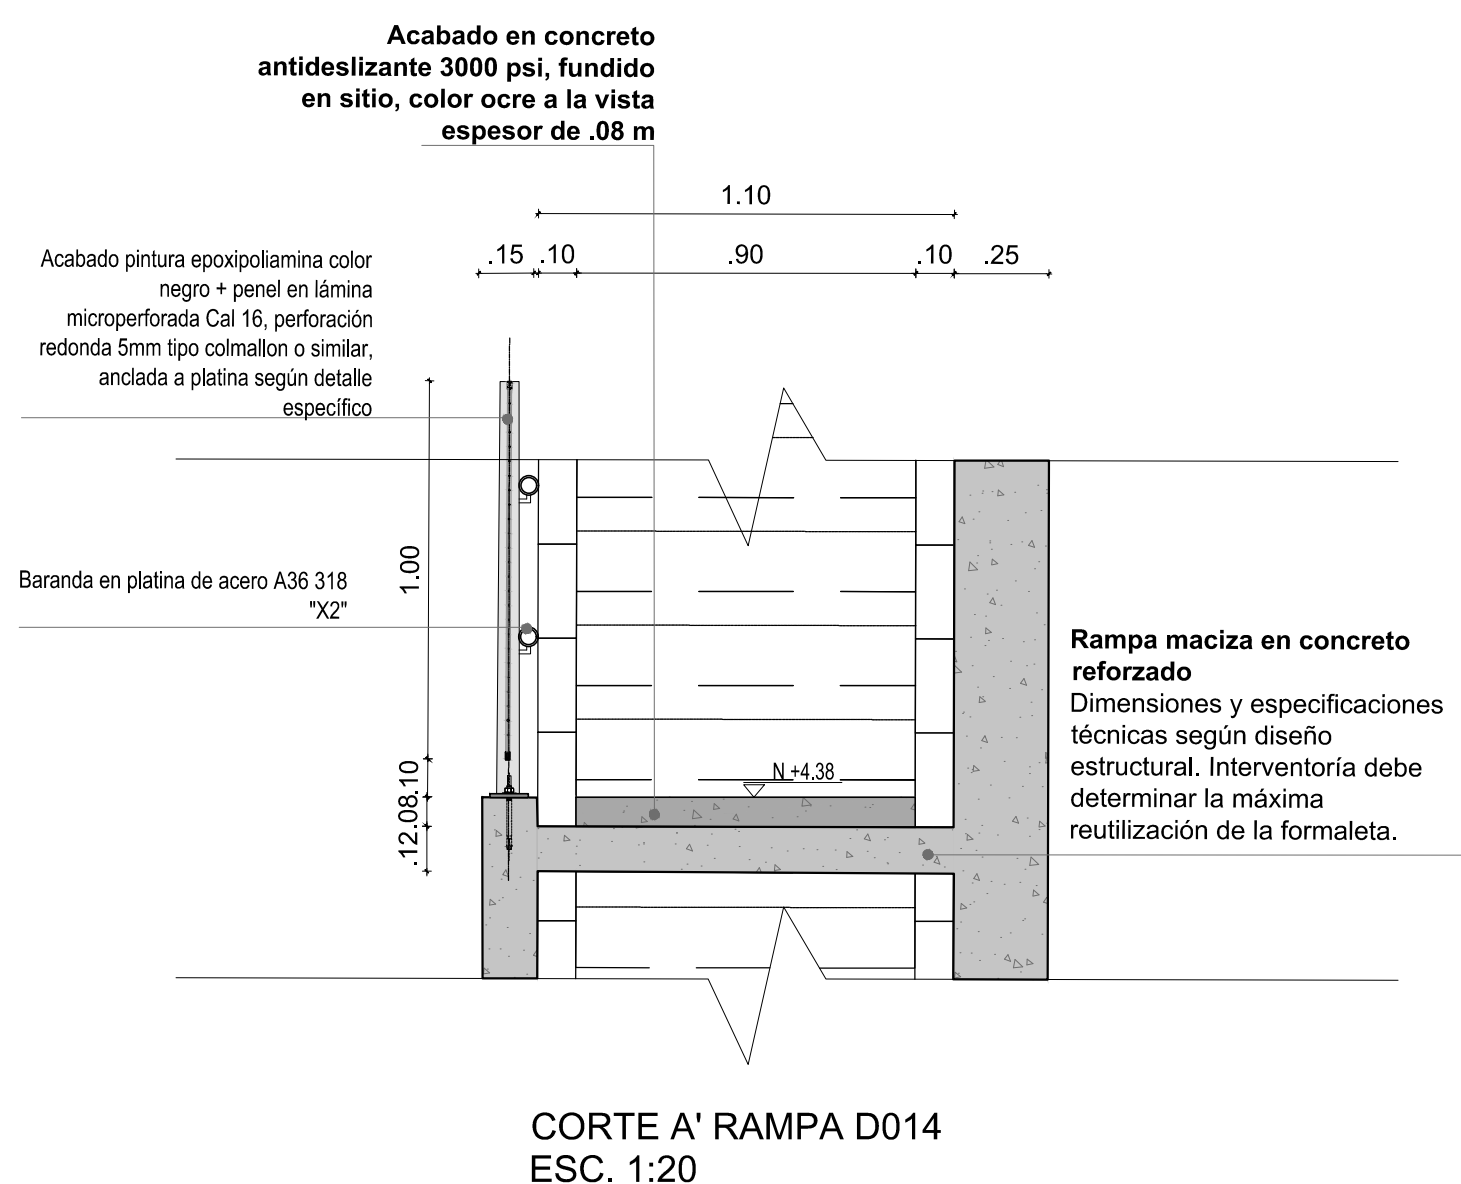 Acabado en concreto
antideslizante 3000 psi, fundido
en sitio, color ocre a la vista
espesor de .08 m
1.10
.15 .10 .90 .10 .25
Acabado pintura epoxipoliamina color
negro + penel en lámina
microperforada Cal 16, perforación
redonda 5mm tipo colmallon o similar,
anclada a platina según detalle
específico
1.00
Baranda en platina de acero A36 318
"X2"
Rampa maciza en concreto
reforzado
Dimensiones y especificaciones
técnicas según diseño
estructural. Interventoría debe
determinar la máxima
reutilización de la formaleta.
N +4.38
.10
.08
.12
CORTE A' RAMPA D014
ESC. 1:20